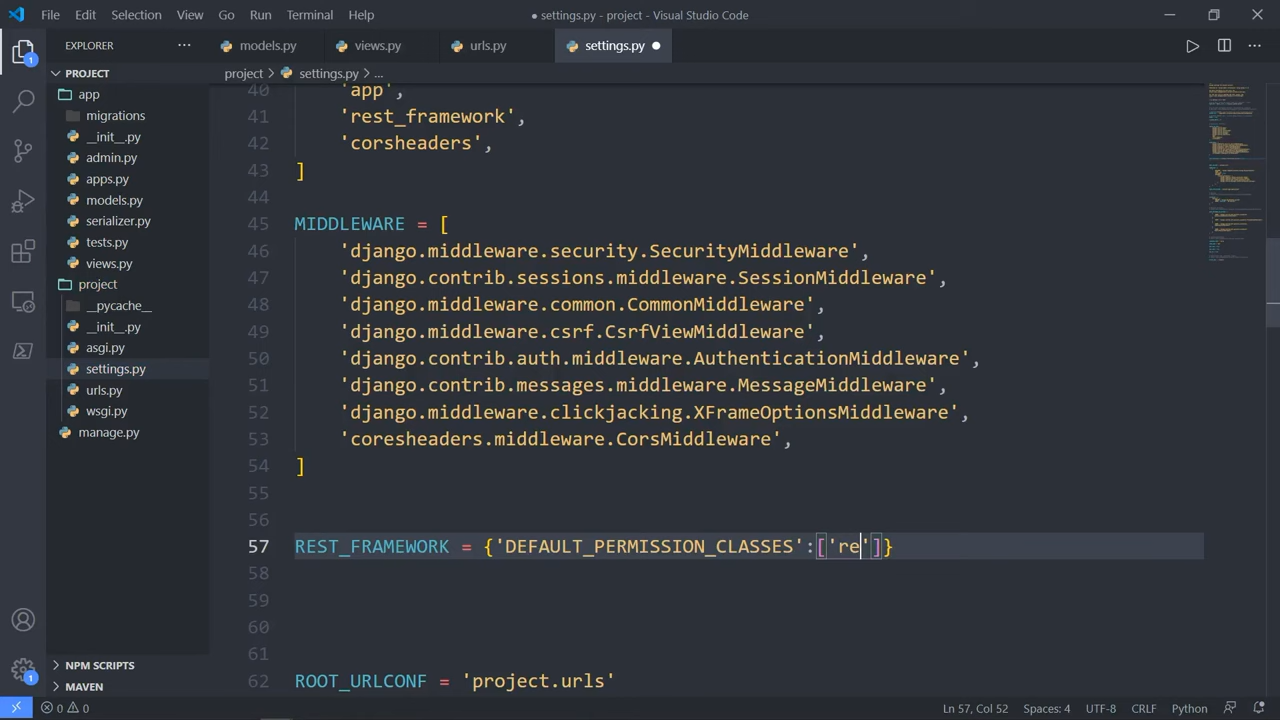 File Edit Selection View Go Run Terminal Help
● settings.py - project - Visual Studio Code
EXPLORER ···
models.py
views.py
urls.py
settings.py ●
project > settings.py > ...
PROJECT
app
migrations
__init__.py
admin.py
apps.py
models.py
serializer.py
tests.py
views.py
project
__pycache__
__init__.py
asgi.py
settings.py
urls.py
wsgi.py
manage.py
NPM SCRIPTS
MAVEN
1
1
40 'app',
41 'rest_framework',
42 'corsheaders',
43 ]
44
45 MIDDLEWARE = [
46 'django.middleware.security.SecurityMiddleware',
47 'django.contrib.sessions.middleware.SessionMiddleware',
48 'django.middleware.common.CommonMiddleware',
49 'django.middleware.csrf.CsrfViewMiddleware',
50 'django.contrib.auth.middleware.AuthenticationMiddleware',
51 'django.contrib.messages.middleware.MessageMiddleware',
52 'django.middleware.clickjacking.XFrameOptionsMiddleware',
53 'coresheaders.middleware.CorsMiddleware',
54 ]
55
56
57 REST_FRAMEWORK = {'DEFAULT_PERMISSION_CLASSES':['re']}
58
59
60
61
62 ROOT_URLCONF = 'project.urls'
0 0 Ln 57, Col 52 Spaces: 4 UTF-8 CRLF Python